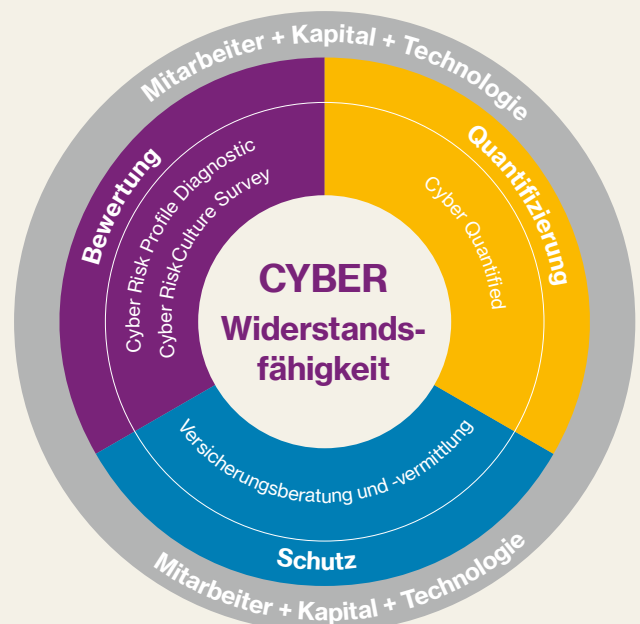 Mitarbeiter + Kapital + Technologie
Bewertung
Cyber Risk Profile Diagnostic
Cyber RiskCulture Survey
Quantifizierung
Cyber Quantified
CYBER
Widerstands-
fähigkeit
Versicherungsberatung und -vermittlung
Schutz
Mitarbeiter + Kapital + Technologie